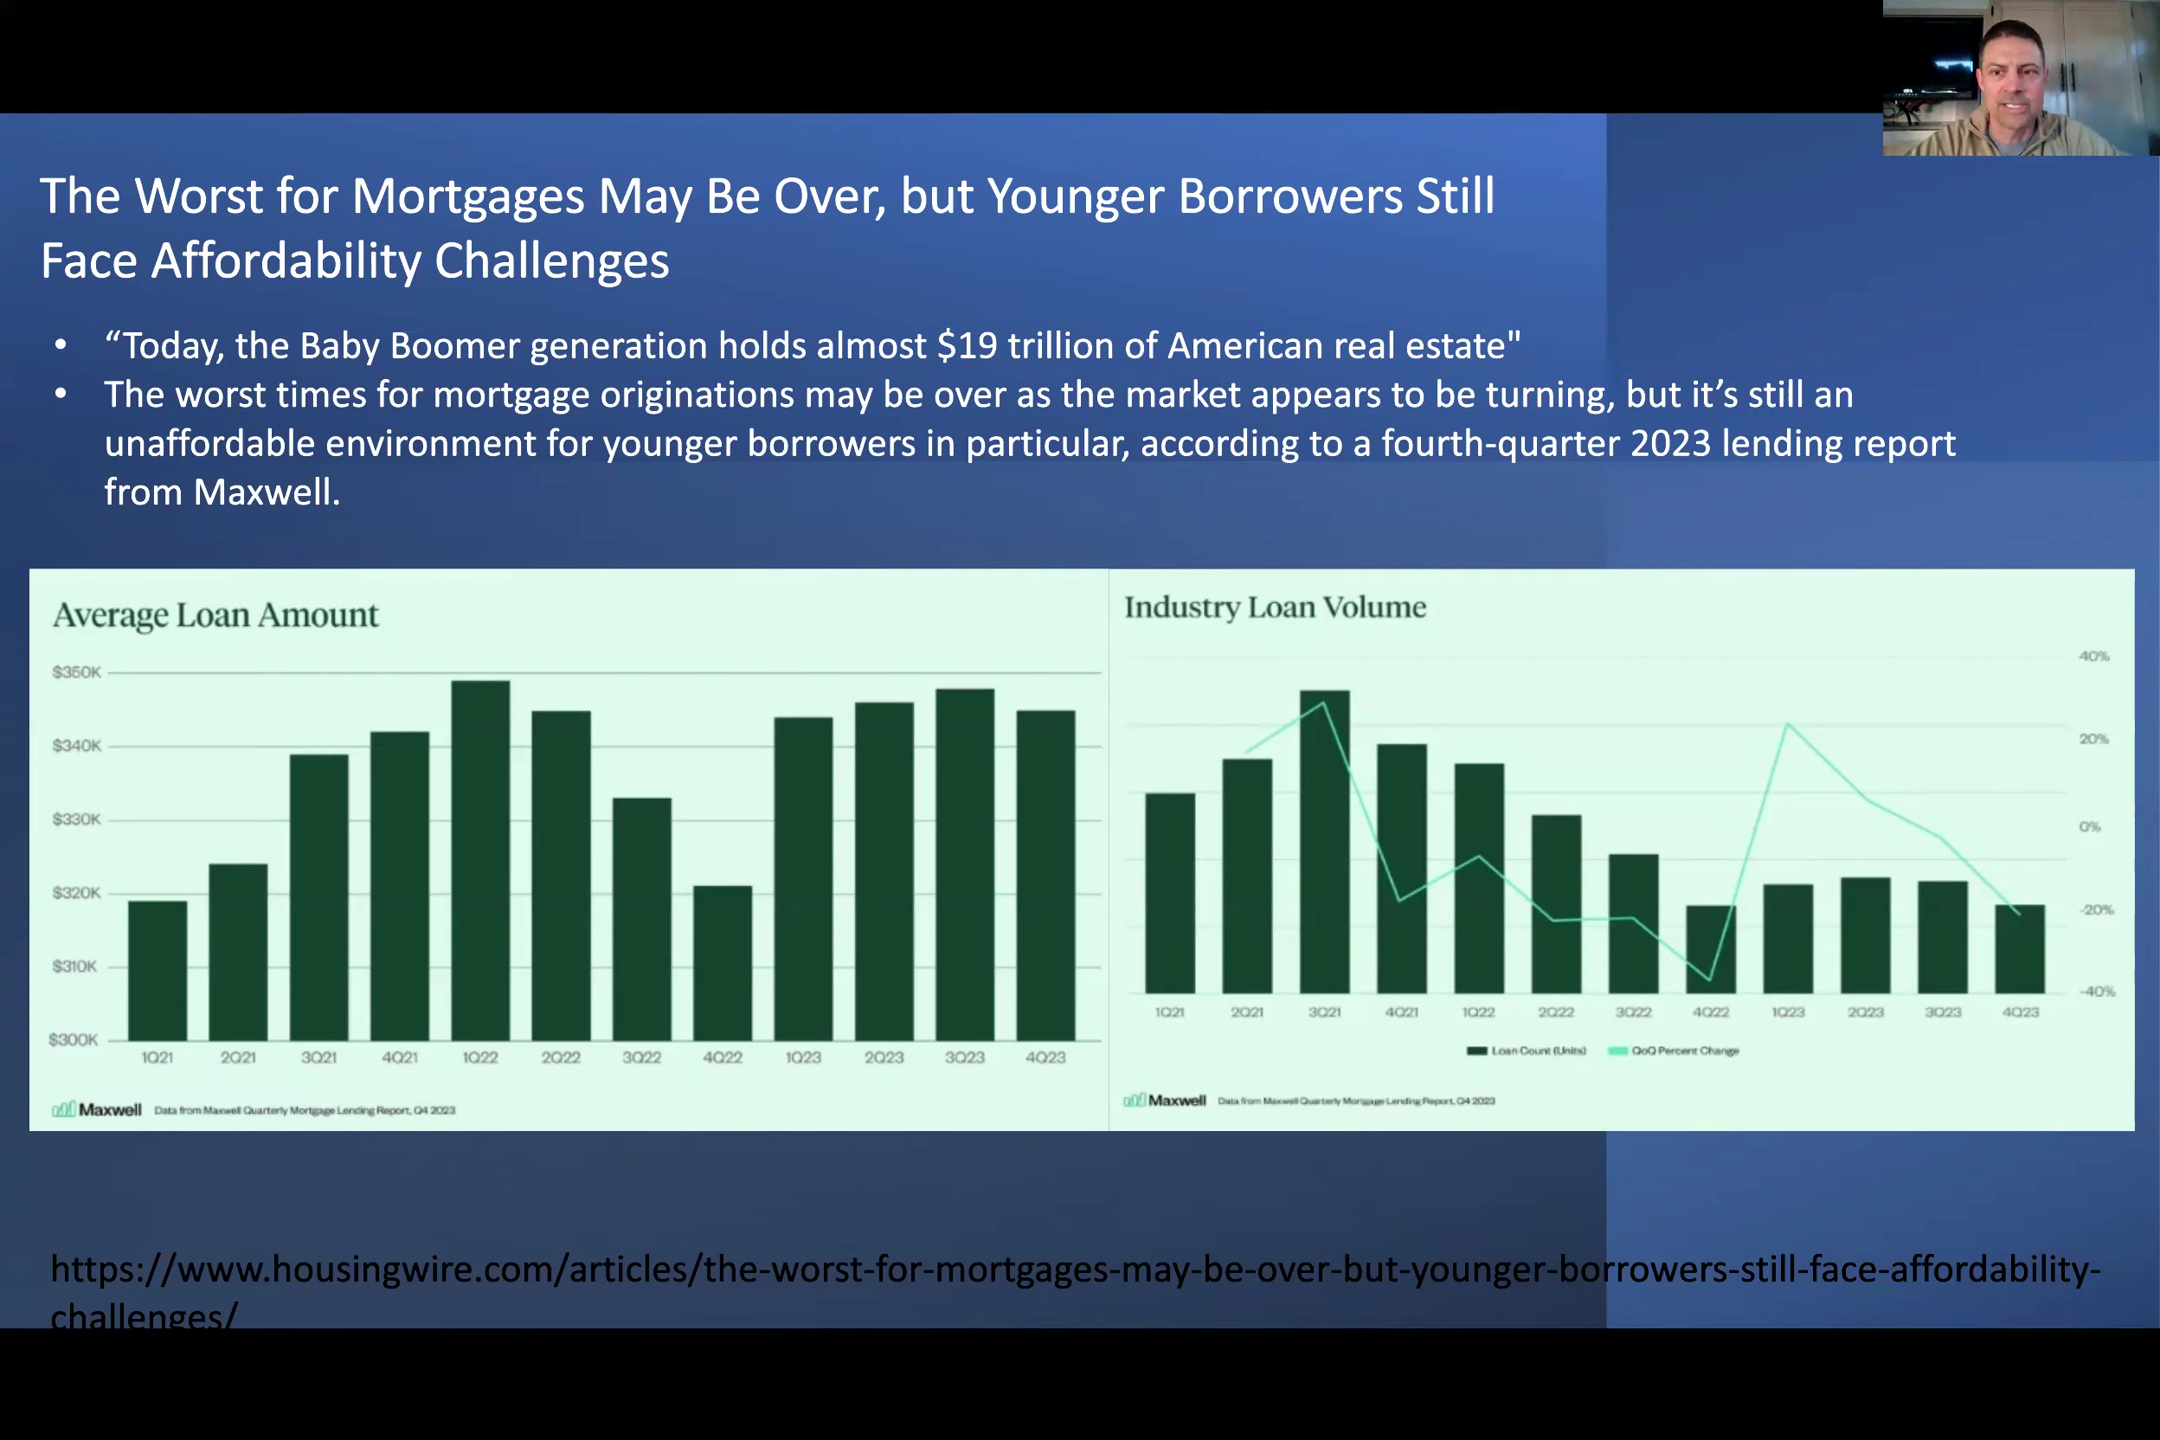 The Worst for Mortgages May Be Over, but Younger Borrowers Still
Face Affordability Challenges
• “Today, the Baby Boomer generation holds almost $19 trillion of American real estate"
• The worst times for mortgage originations may be over as the market appears to be turning, but it’s still an
unaffordable environment for younger borrowers in particular, according to a fourth-quarter 2023 lending report
from Maxwell.
Average Loan Amount
$350K
$340K
$330K
$320K
$310K
$300K
1Q21 2Q21 3Q21 4Q21 1Q22 2Q22 3Q22 4Q22 1Q23 2Q23 3Q23 4Q23
Maxwell Data from Maxwell Quarterly Mortgage Lending Report, Q4 2023
Industry Loan Volume
40%
20%
0%
-20%
-40%
1Q21 2Q21 3Q21 4Q21 1Q22 2Q22 3Q22 4Q22 1Q23 2Q23 3Q23 4Q23
Loan Count (Units) QoQ Percent Change
Maxwell Data from Maxwell Quarterly Mortgage Lending Report, Q4 2023
https://www.housingwire.com/articles/the-worst-for-mortgages-may-be-over-but-younger-borrowers-still-face-affordability-
challenges/